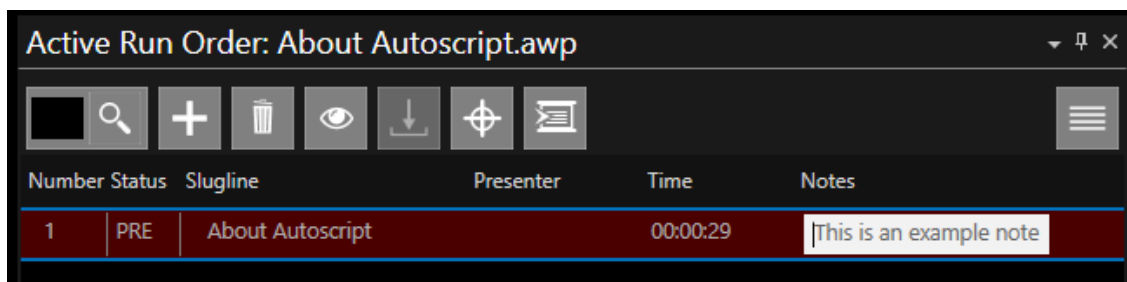 Active Run Order: About Autoscript.awp
Number Status Slugline Presenter Time Notes
1 PRE About Autoscript 00:00:29 This is an example note